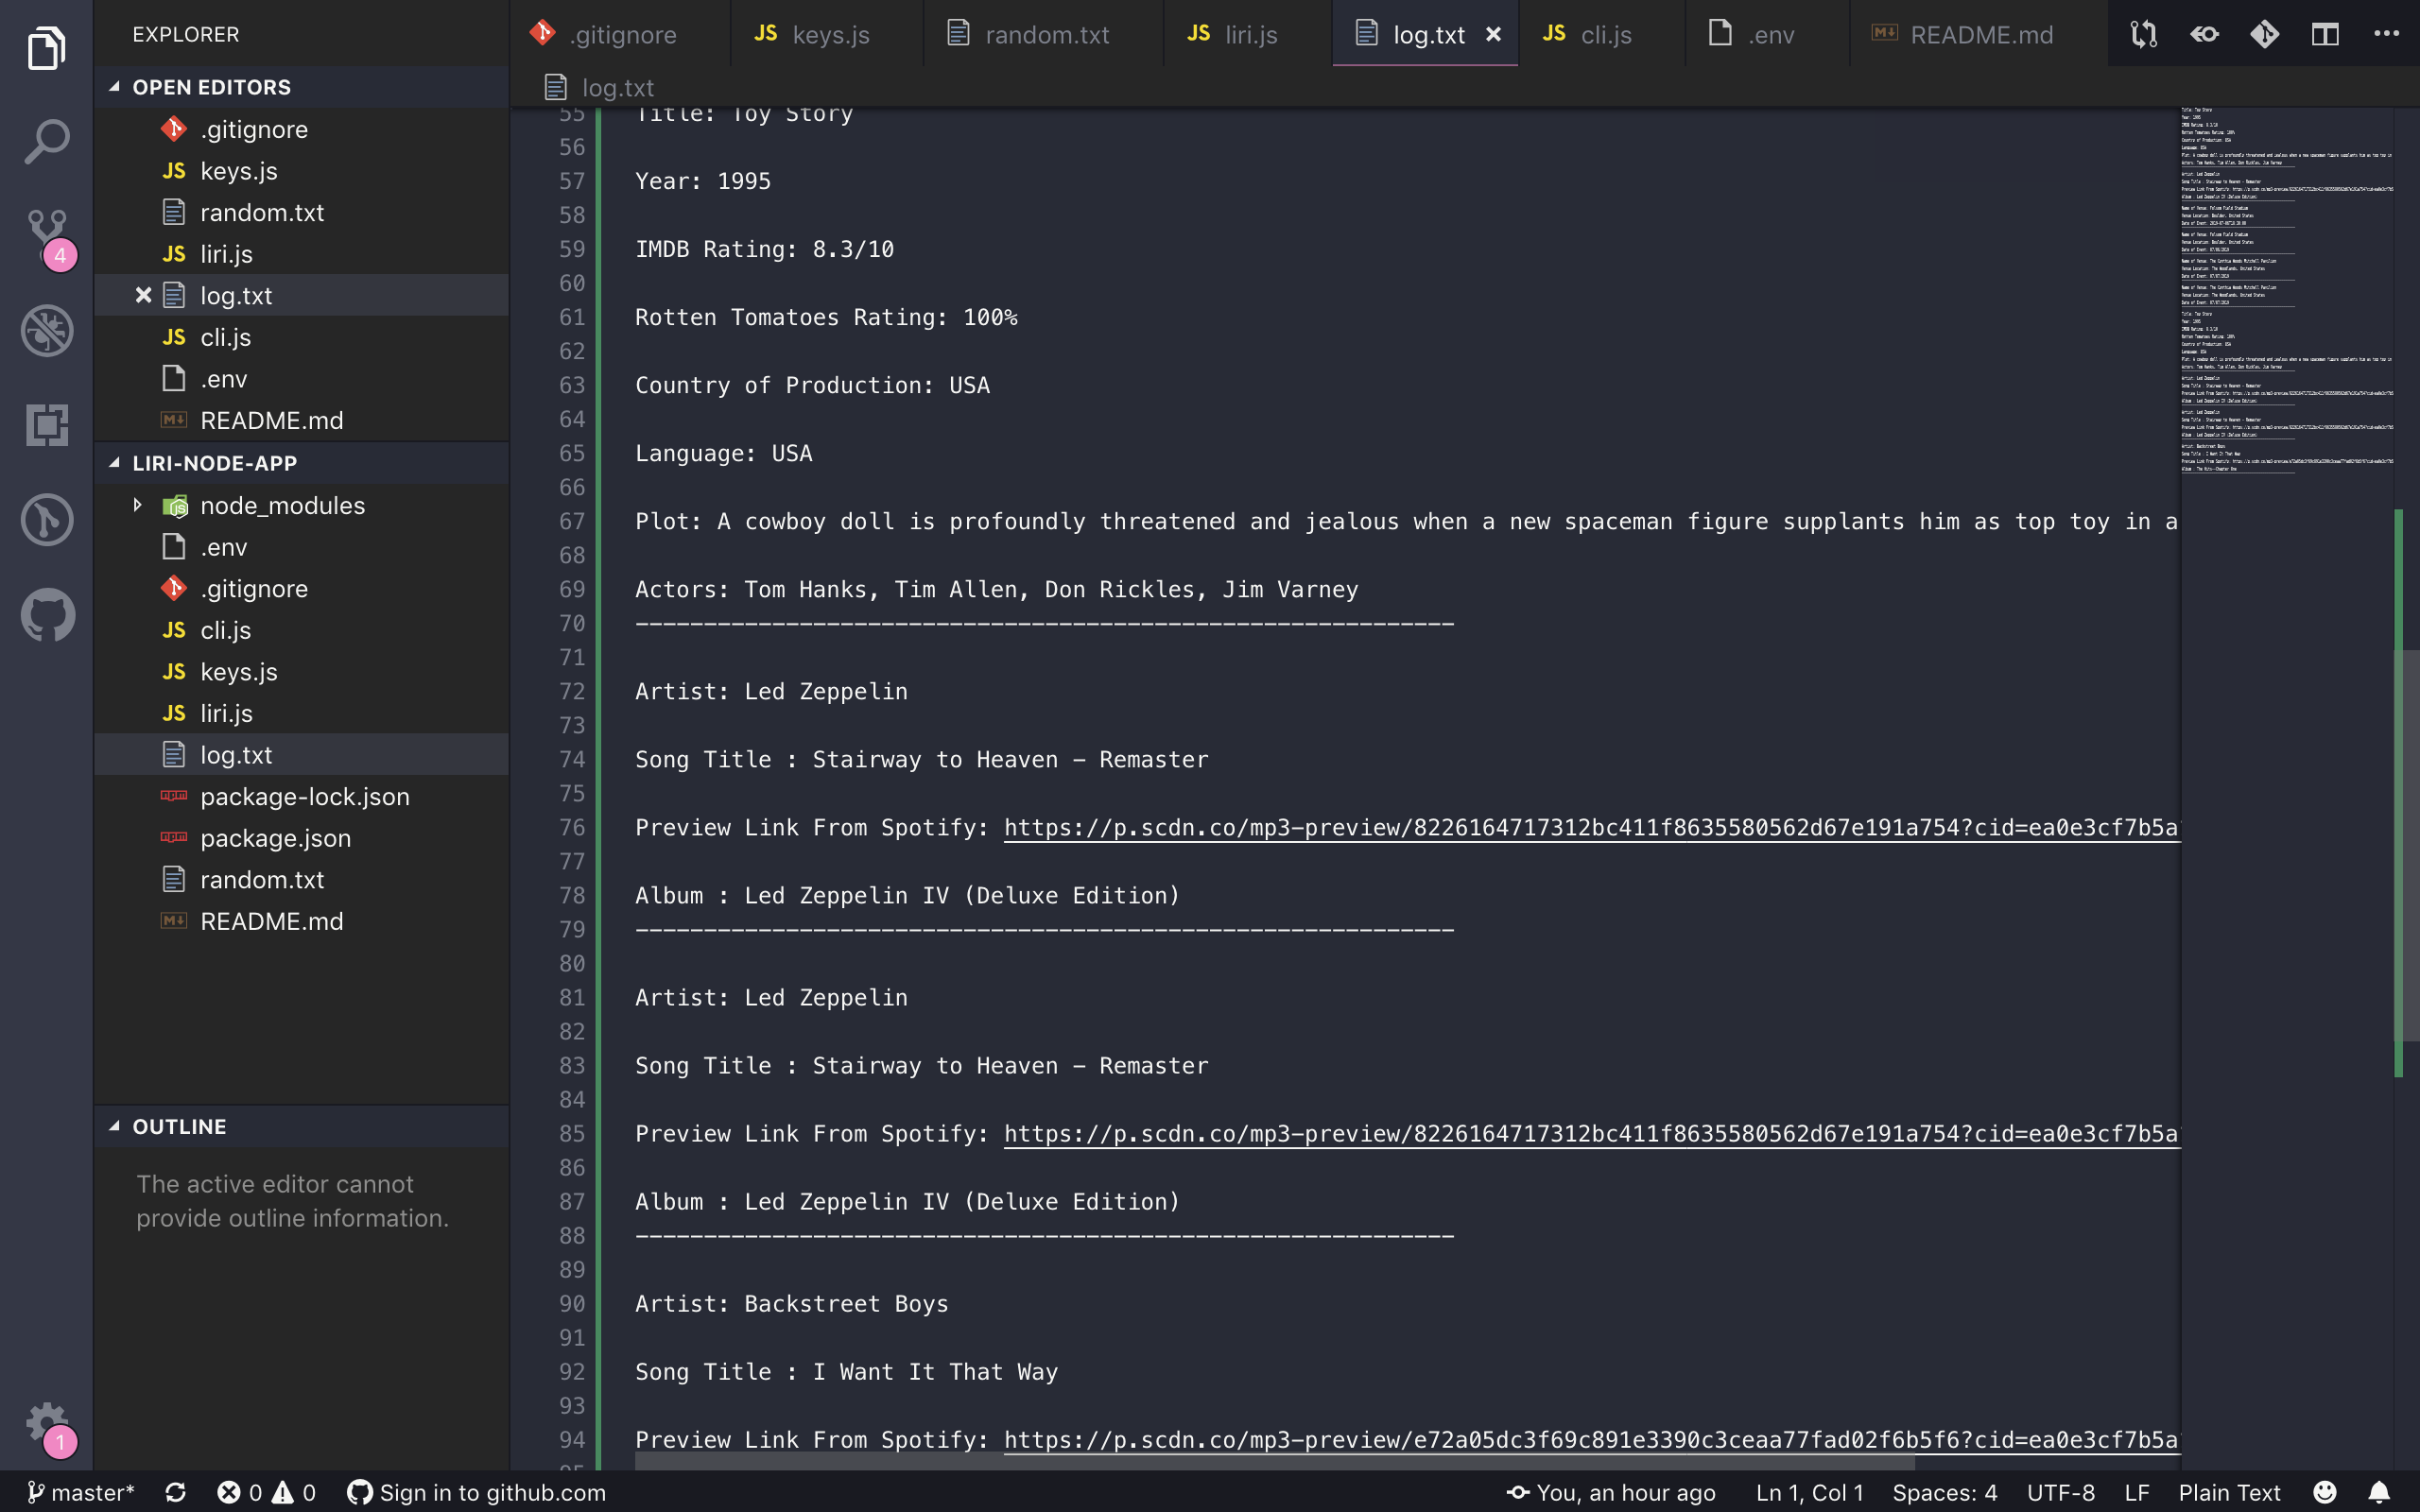 EXPLORER
OPEN EDITORS
.gitignore
JS keys.js
random.txt
JS liri.js
log.txt
JS cli.js
.env
M↓ README.md
LIRI-NODE-APP
node_modules
.env
.gitignore
JS cli.js
JS keys.js
JS liri.js
log.txt
package-lock.json
package.json
random.txt
M↓ README.md
OUTLINE
The active editor cannot
provide outline information.
4
1
.gitignore JS keys.js random.txt JS liri.js log.txt JS cli.js .env M↓ README.md
log.txt
55 Title: Toy Story
56
57 Year: 1995
58
59 IMDB Rating: 8.3/10
60
61 Rotten Tomatoes Rating: 100%
62
63 Country of Production: USA
64
65 Language: USA
66
67 Plot: A cowboy doll is profoundly threatened and jealous when a new spaceman figure supplants him as top toy in a
68
69 Actors: Tom Hanks, Tim Allen, Don Rickles, Jim Varney
70 ------------------------------------------------------------
71
72 Artist: Led Zeppelin
73
74 Song Title : Stairway to Heaven - Remaster
75
76 Preview Link From Spotify: https://p.scdn.co/mp3-preview/8226164717312bc411f8635580562d67e191a754?cid=ea0e3cf7b5a
77
78 Album : Led Zeppelin IV (Deluxe Edition)
79 ------------------------------------------------------------
80
81 Artist: Led Zeppelin
82
83 Song Title : Stairway to Heaven - Remaster
84
85 Preview Link From Spotify: https://p.scdn.co/mp3-preview/8226164717312bc411f8635580562d67e191a754?cid=ea0e3cf7b5a
86
87 Album : Led Zeppelin IV (Deluxe Edition)
88 ------------------------------------------------------------
89
90 Artist: Backstreet Boys
91
92 Song Title : I Want It That Way
93
94 Preview Link From Spotify: https://p.scdn.co/mp3-preview/e72a05dc3f69c891e3390c3ceaa77fad02f6b5f6?cid=ea0e3cf7b5a
95
master* 0 0 Sign in to github.com You, an hour ago Ln 1, Col 1 Spaces: 4 UTF-8 LF Plain Text